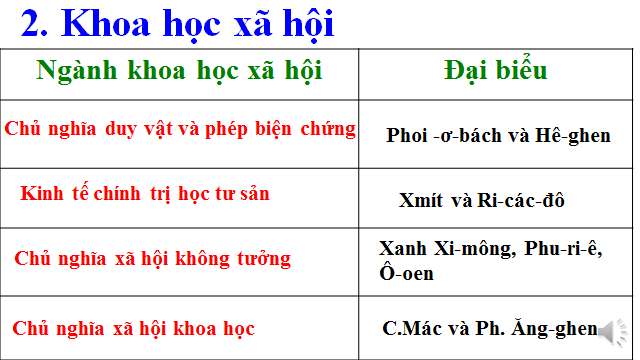 2. Khoa học xã hội
Ngành khoa học xã hội
Đại biểu
Chủ nghĩa duy vật và phép biện chứng
Phoi -ơ-bách và Hê-ghen
Kinh tế chính trị học tư sản
Xmít và Ri-các-đô
Chủ nghĩa xã hội không tưởng
Xanh Xi-mông, Phu-ri-ê,
Ô-oen
Chủ nghĩa xã hội khoa học
C.Mác và Ph. Ăng-ghen